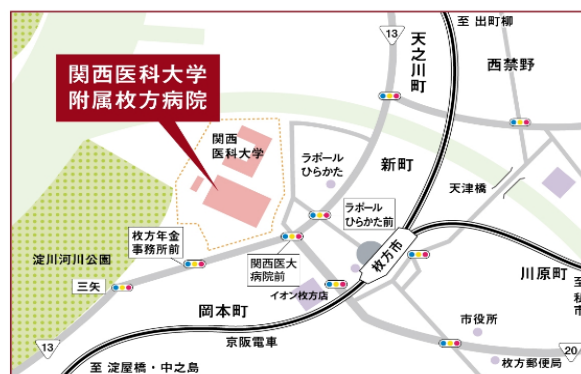 至 出町柳
13
天之川町
西禁野
関西医科大学
附属枚方病院
関西
医科大学
ラポール
ひらかた
新町
天津橋
ラポール
ひらかた前
枚方年金
事務所前
淀川河川公園
関西医大
病院前
枚方市
川原町
三矢
イオン枚方店
岡本町
市役所
京阪電車
13
20
枚方郵便局
至 淀屋橋・中之島